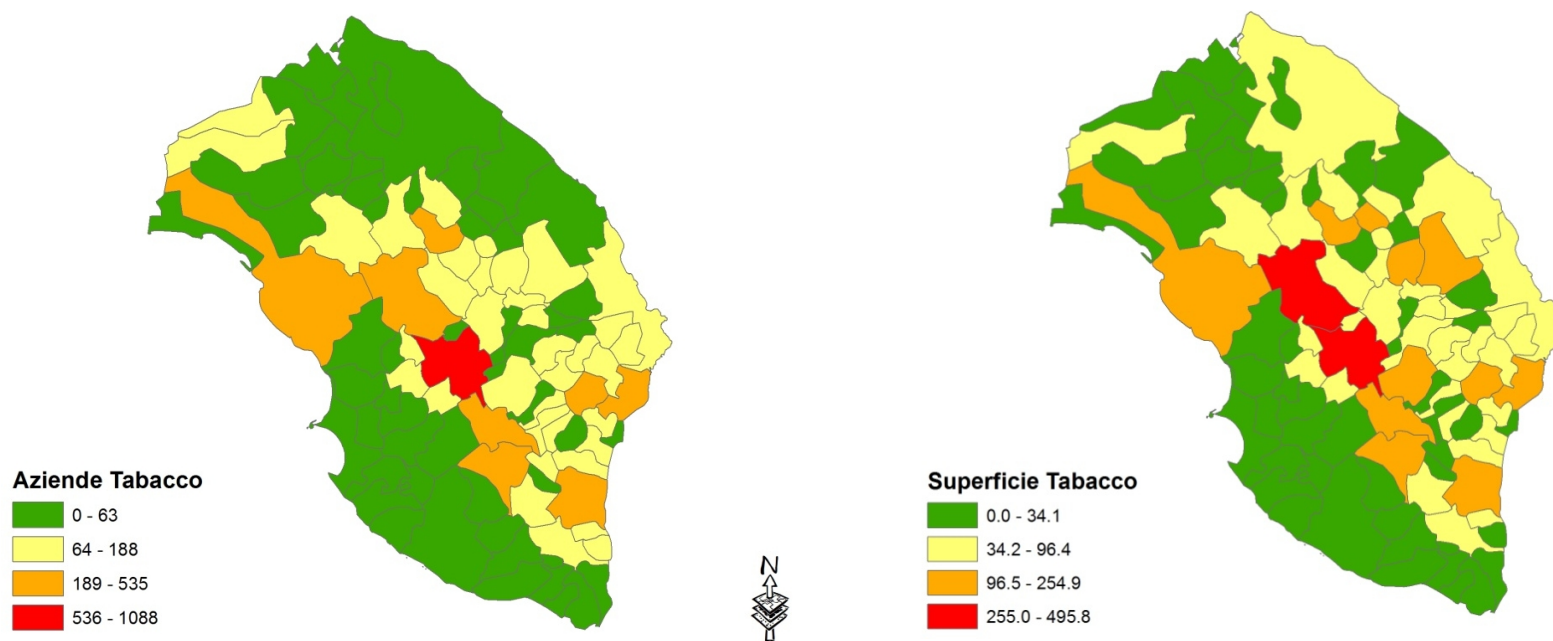 Aziende Tabacco
0 - 63
64 - 188
189 - 535
536 - 1088
N
Superficie Tabacco
0.0 - 34.1
34.2 - 96.4
96.5 - 254.9
255.0 - 495.8